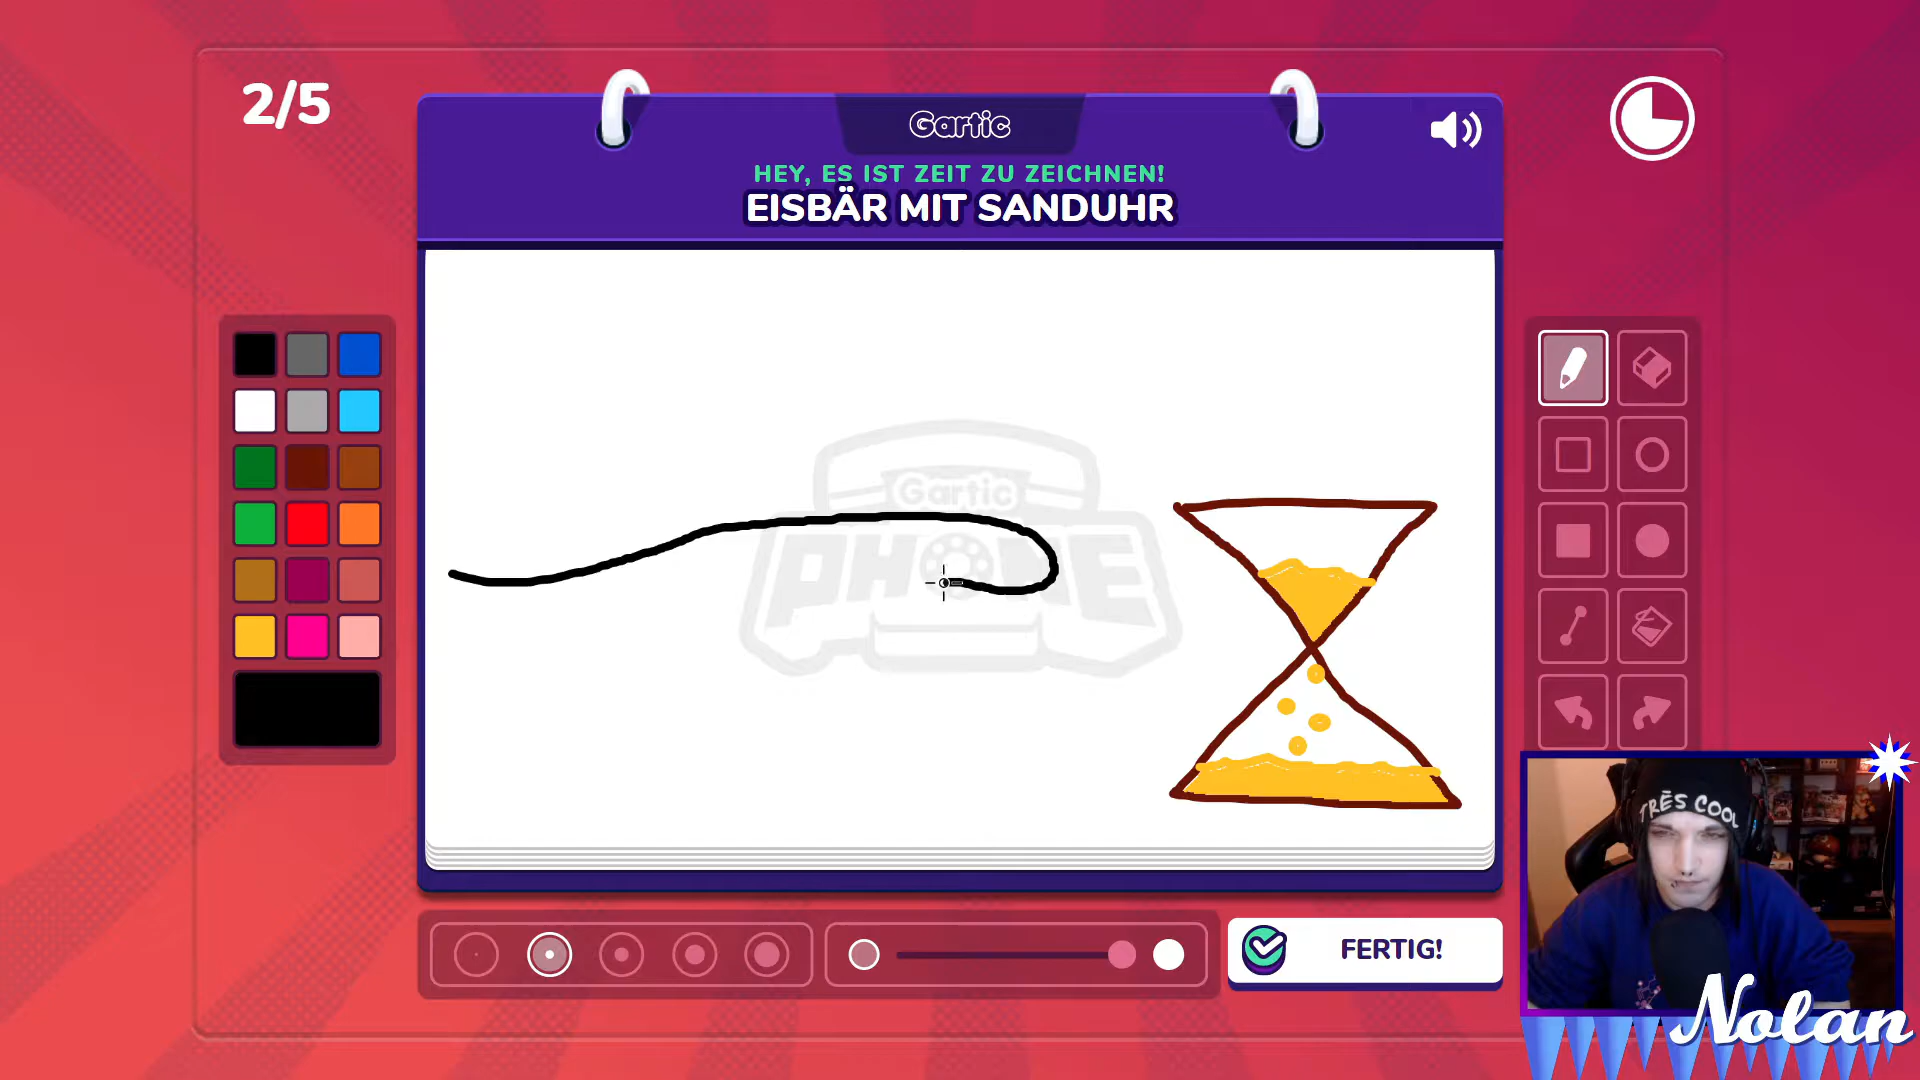 2/5
Gartic
HEY, ES IST ZEIT ZU ZEICHNEN!
EISBÄR MIT SANDUHR
Gartic
PHONE
FERTIG!
TRÈS COOL
Nolan